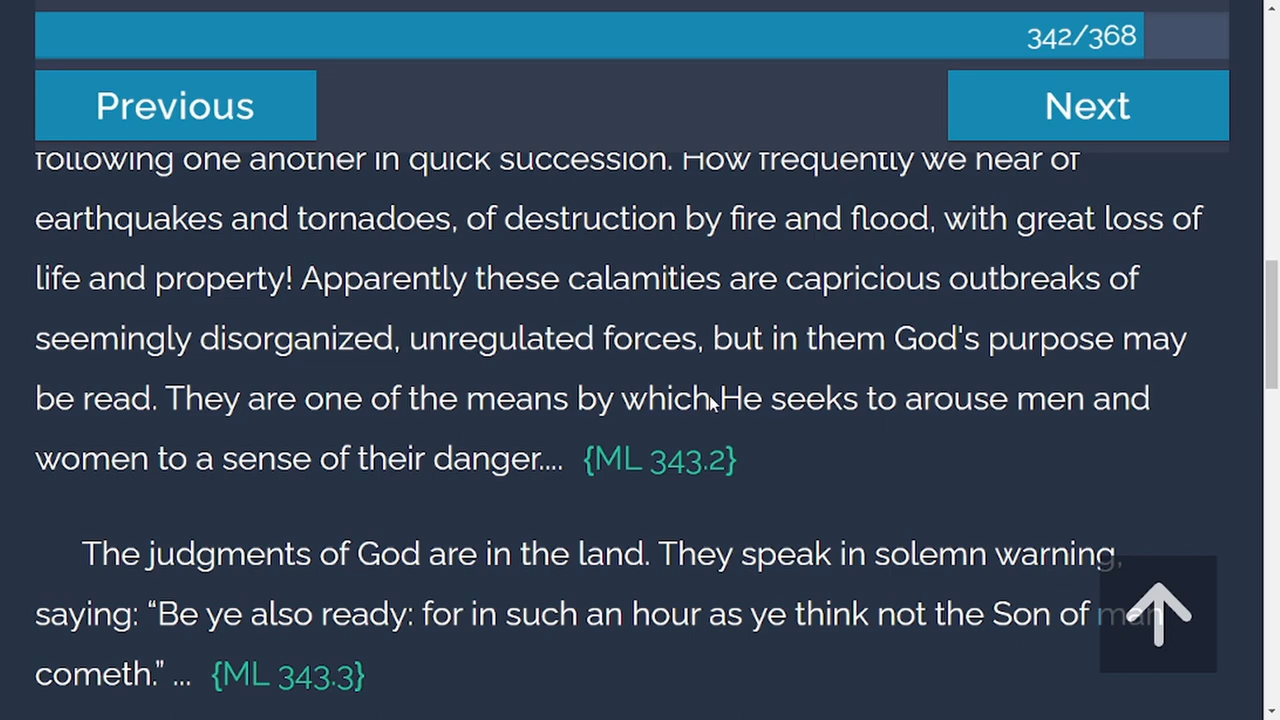 342/368
Previous
Next
following one another in quick succession. How frequently we hear of
earthquakes and tornadoes, of destruction by fire and flood, with great loss of
life and property! Apparently these calamities are capricious outbreaks of
seemingly disorganized, unregulated forces, but in them God's purpose may
be read. They are one of the means by which He seeks to arouse men and
women to a sense of their danger.... {ML 343.2}
The judgments of God are in the land. They speak in solemn warning,
saying: “Be ye also ready: for in such an hour as ye think not the Son of man
cometh.” ... {ML 343.3}